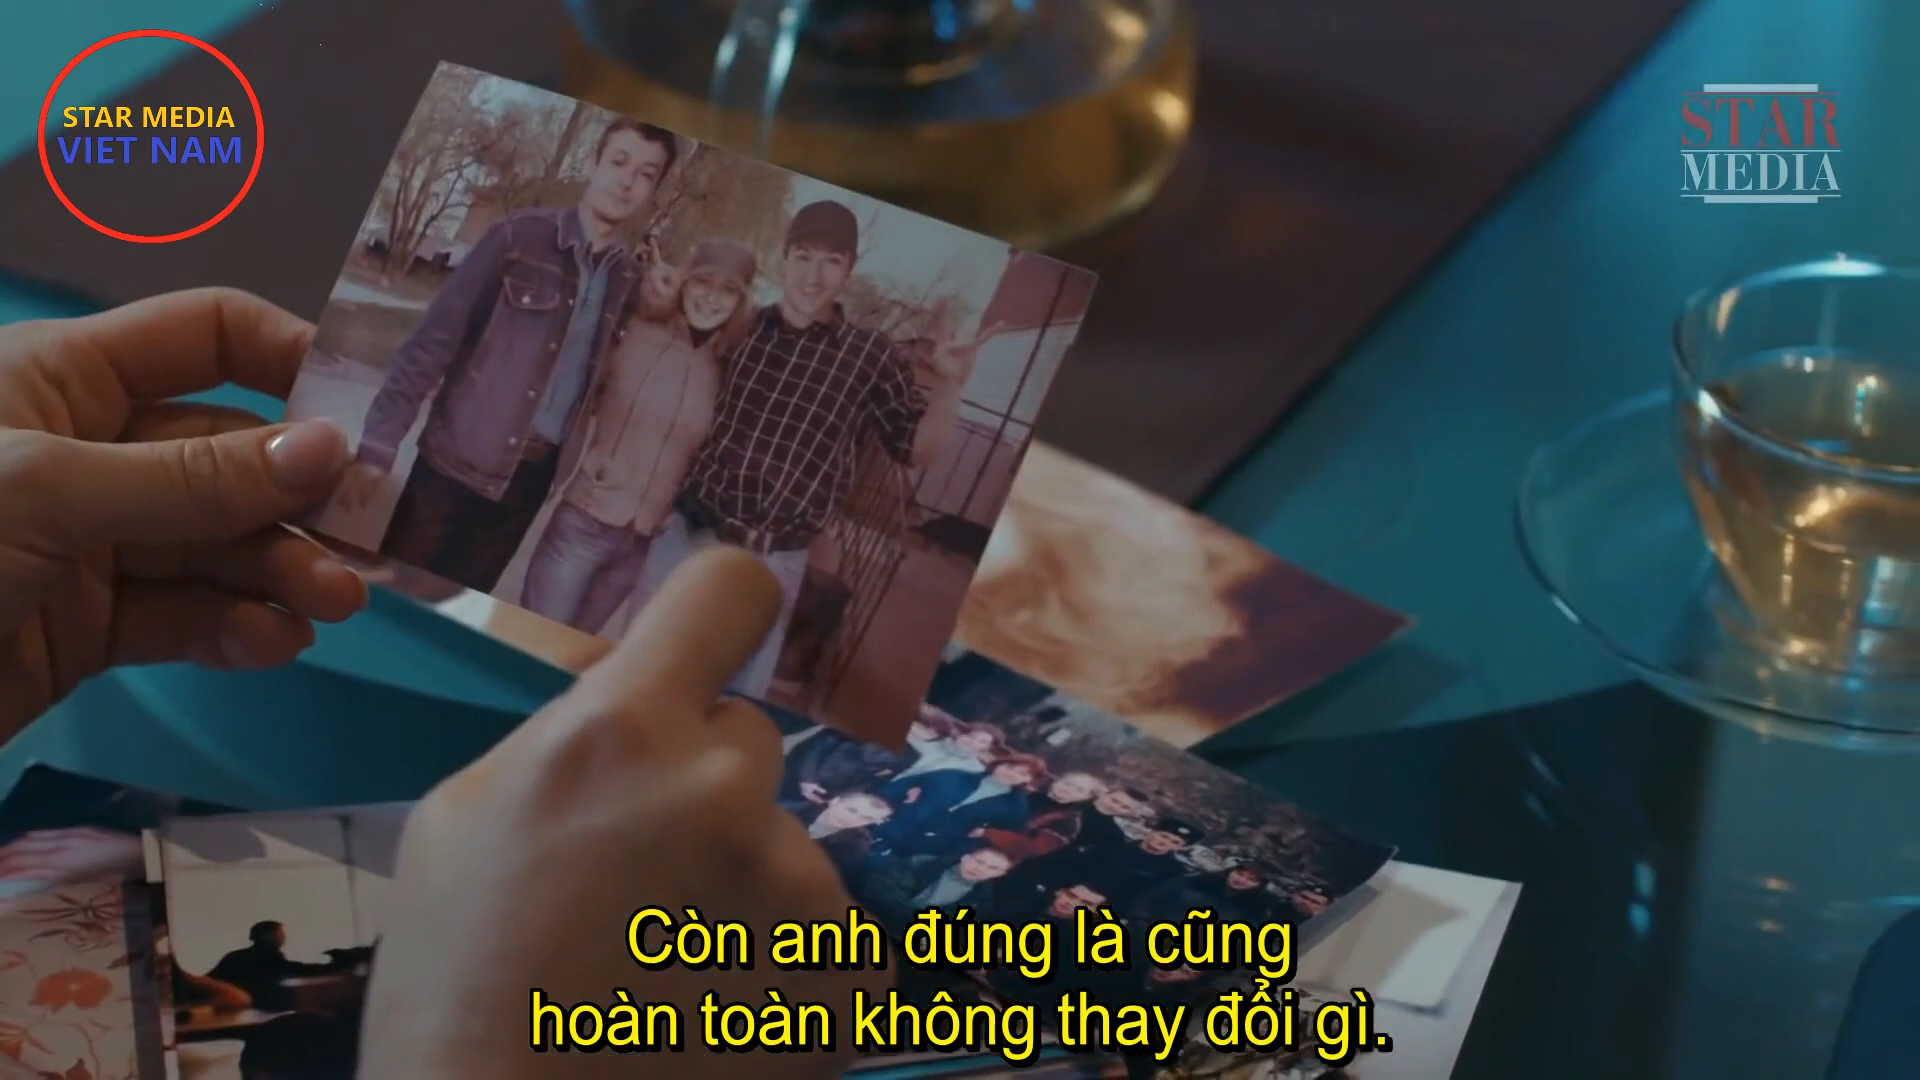 STAR MEDIA
VIET NAM
STAR
MEDIA
Còn anh đúng là cũng
hoàn toàn không thay đổi gì.